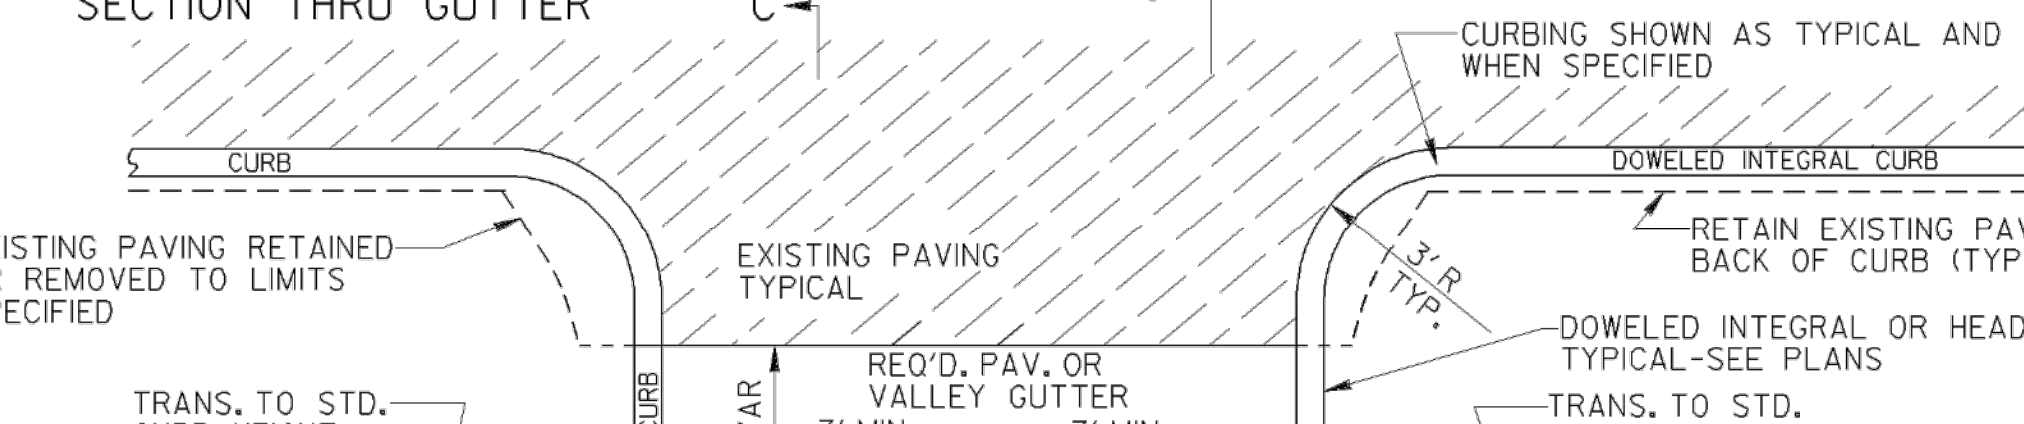 SECTION THRU GUTTER
C
CURBING SHOWN AS TYPICAL AND
WHEN SPECIFIED
CURB
DOWELED INTEGRAL CURB
ISTING PAVING RETAINED
REMOVED TO LIMITS
ECIFIED
EXISTING PAVING
TYPICAL
3' R
TYP.
RETAIN EXISTING PAV
BACK OF CURB (TYP
DOWELED INTEGRAL OR HEAD
TYPICAL-SEE PLANS
REQ'D. PAV. OR
VALLEY GUTTER
TRANS. TO STD.
CURB
AR
TRANS. TO STD.